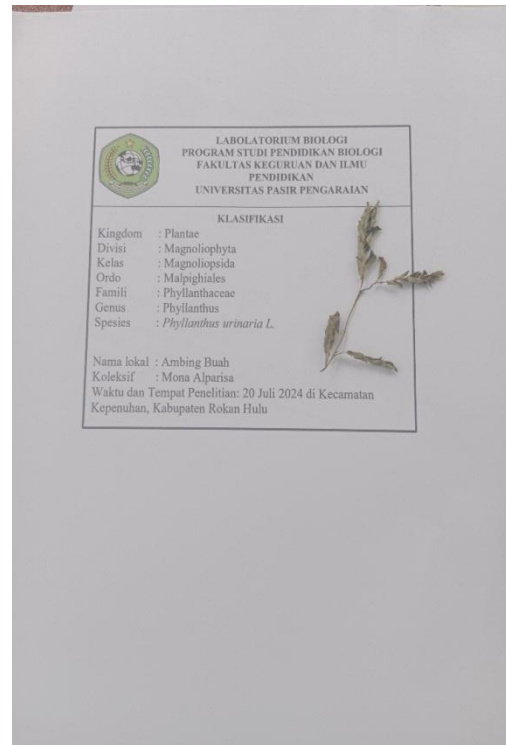 LABOLATORIUM BIOLOGI
PROGRAM STUDI PENDIDIKAN BIOLOGI
FAKULTAS KEGURUAN DAN ILMU
PENDIDIKAN
UNIVERSITAS PASIR PENGARAIAN
KLASIFIKASI
Kingdom : Plantae
Divisi : Magnoliophyta
Kelas : Magnoliopsida
Ordo : Malpighiales
Famili : Phyllanthaceae
Genus : Phyllanthus
Spesies : Phyllanthus urinaria L.
Nama lokal : Ambing Buah
Koleksif : Mona Alparisa
Waktu dan Tempat Penelitian: 20 Juli 2024 di Kecamatan
Kepenuhan, Kabupaten Rokan Hulu